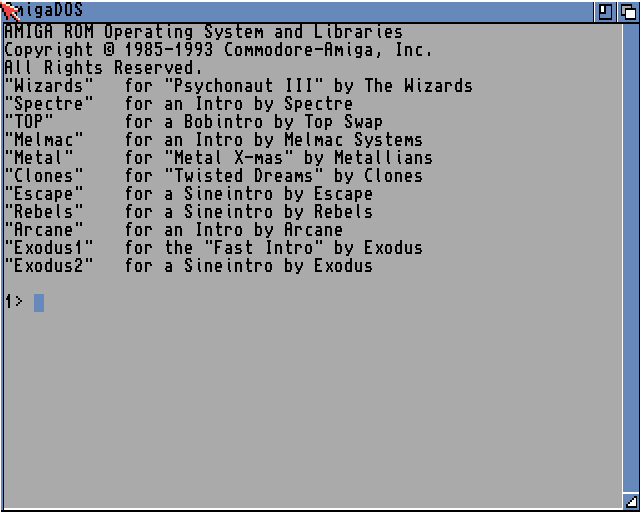 AmigaDOS
AMIGA ROM Operating System and Libraries
Copyright © 1985-1993 Commodore-Amiga, Inc.
All Rights Reserved.
"Wizards"   for "Psychonaut III" by The Wizards
"Spectre"   for an Intro by Spectre
"TOP"       for a Bobintro by Top Swap
"Melmac"    for an Intro by Melmac Systems
"Metal"     for "Metal X-mas" by Metallians
"Clones"    for "Twisted Dreams" by Clones
"Escape"    for a Sineintro by Escape
"Rebels"    for a Sineintro by Rebels
"Arcane"    for an Intro by Arcane
"Exodus1"   for the "Fast Intro" by Exodus
"Exodus2"   for a Sineintro by Exodus
1>